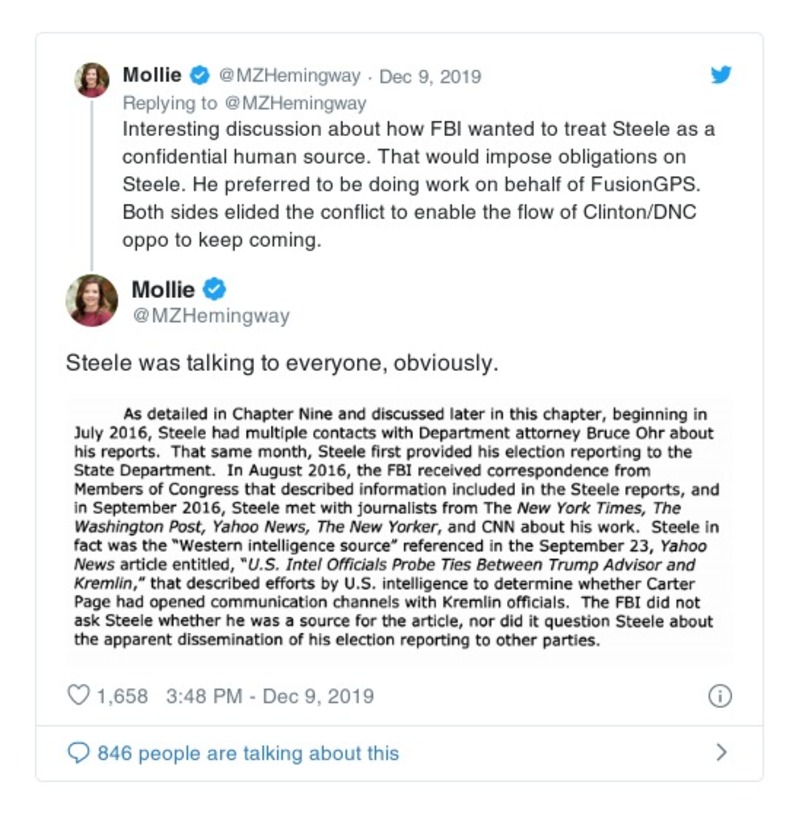 Mollie @MZHemingway · Dec 9, 2019
Replying to @MZHemingway
Interesting discussion about how FBI wanted to treat Steele as a
confidential human source. That would impose obligations on
Steele. He preferred to be doing work on behalf of FusionGPS.
Both sides elided the conflict to enable the flow of Clinton/DNC
oppo to keep coming.
Mollie
@MZHemingway
Steele was talking to everyone, obviously.
As detailed in Chapter Nine and discussed later in this chapter, beginning in
July 2016, Steele had multiple contacts with Department attorney Bruce Ohr about
his reports. That same month, Steele first provided his election reporting to the
State Department. In August 2016, the FBI received correspondence from
Members of Congress that described information included in the Steele reports, and
in September 2016, Steele met with journalists from The New York Times, The
Washington Post, Yahoo News, The New Yorker, and CNN about his work. Steele in
fact was the "Western intelligence source" referenced in the September 23, Yahoo
News article entitled, "U.S. Intel Officials Probe Ties Between Trump Advisor and
Kremlin," that described efforts by U.S. intelligence to determine whether Carter
Page had opened communication channels with Kremlin officials. The FBI did not
ask Steele whether he was a source for the article, nor did it question Steele about
the apparent dissemination of his election reporting to other parties.
1,658 3:48 PM - Dec 9, 2019
846 people are talking about this